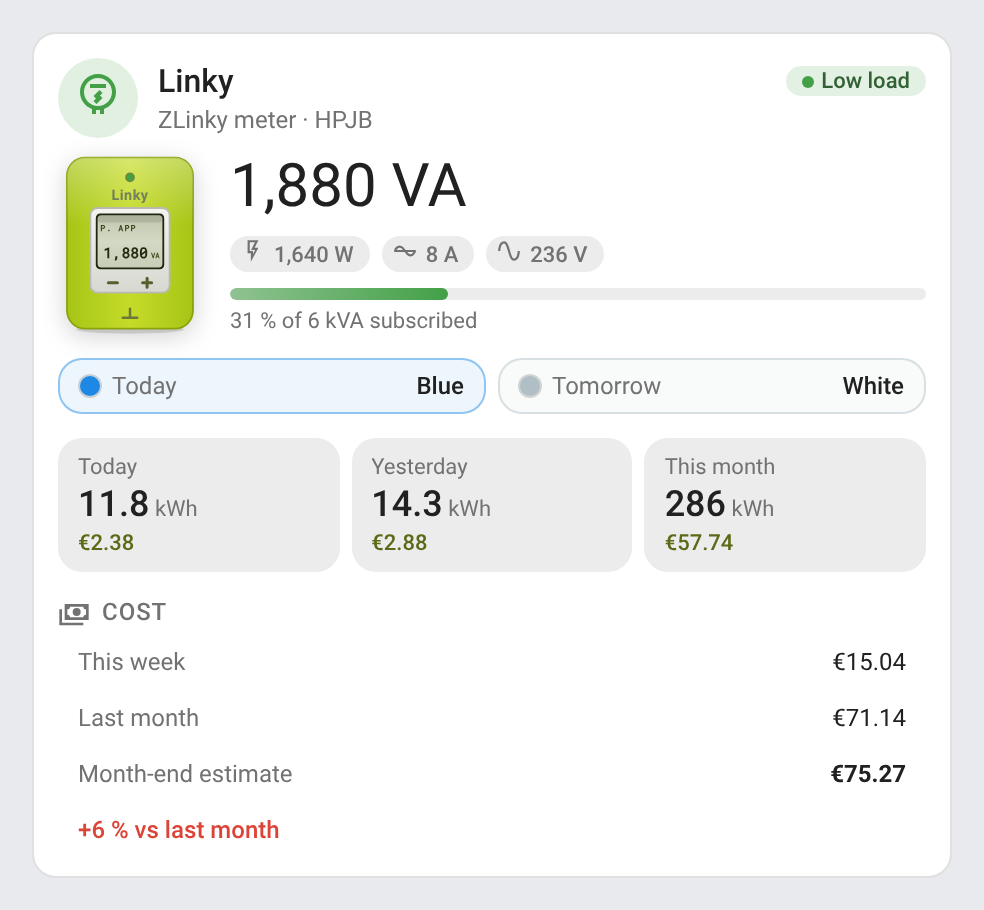 Linky
ZLinky meter · HPJB
Low load
Linky
P. APP
1,880 VA
1,880 VA
1,640 W
8 A
236 V
31 % of 6 kVA subscribed
Today
Blue
Tomorrow
White
Today
11.8 kWh
€2.38
Yesterday
14.3 kWh
€2.88
This month
286 kWh
€57.74
COST
This week €15.04
Last month €71.14
Month-end estimate €75.27
+6 % vs last month